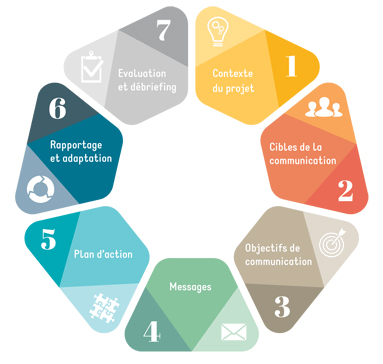 1
Contexte
du projet
2
Cibles de la
communication
3
Objectifs de
communication
4
Messages
5
Plan d'action
6
Rapportage
et adaptation
7
Evaluation
et débriefing